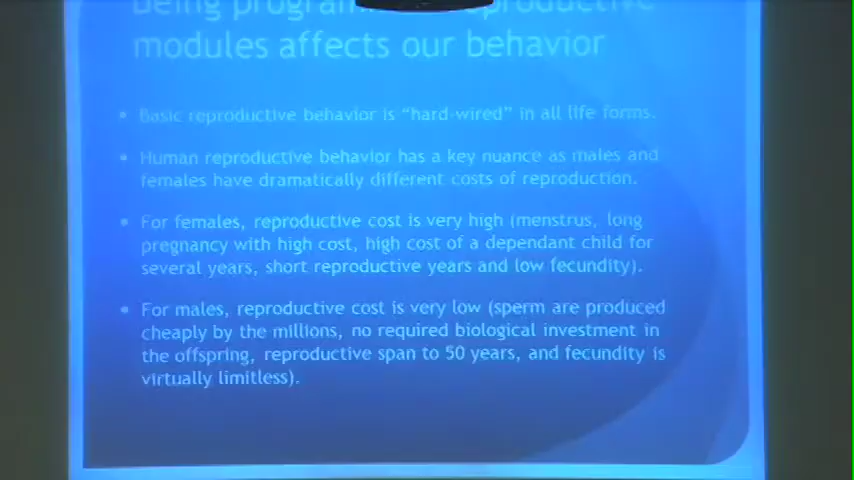 being
modules affects our behavior
• Basic reproductive behavior is “hard-wired” in all life forms.
• Human reproductive behavior has a key nuance as males and
females have dramatically different costs of reproduction.
• For females, reproductive cost is very high (menstrus, long
pregnancy with high cost, high cost of a dependant child for
several years, short reproductive years and low fecundity).
• For males, reproductive cost is very low (sperm are produced
cheaply by the millions, no required biological investment in
the offspring, reproductive span to 50 years, and fecundity is
virtually limitless).